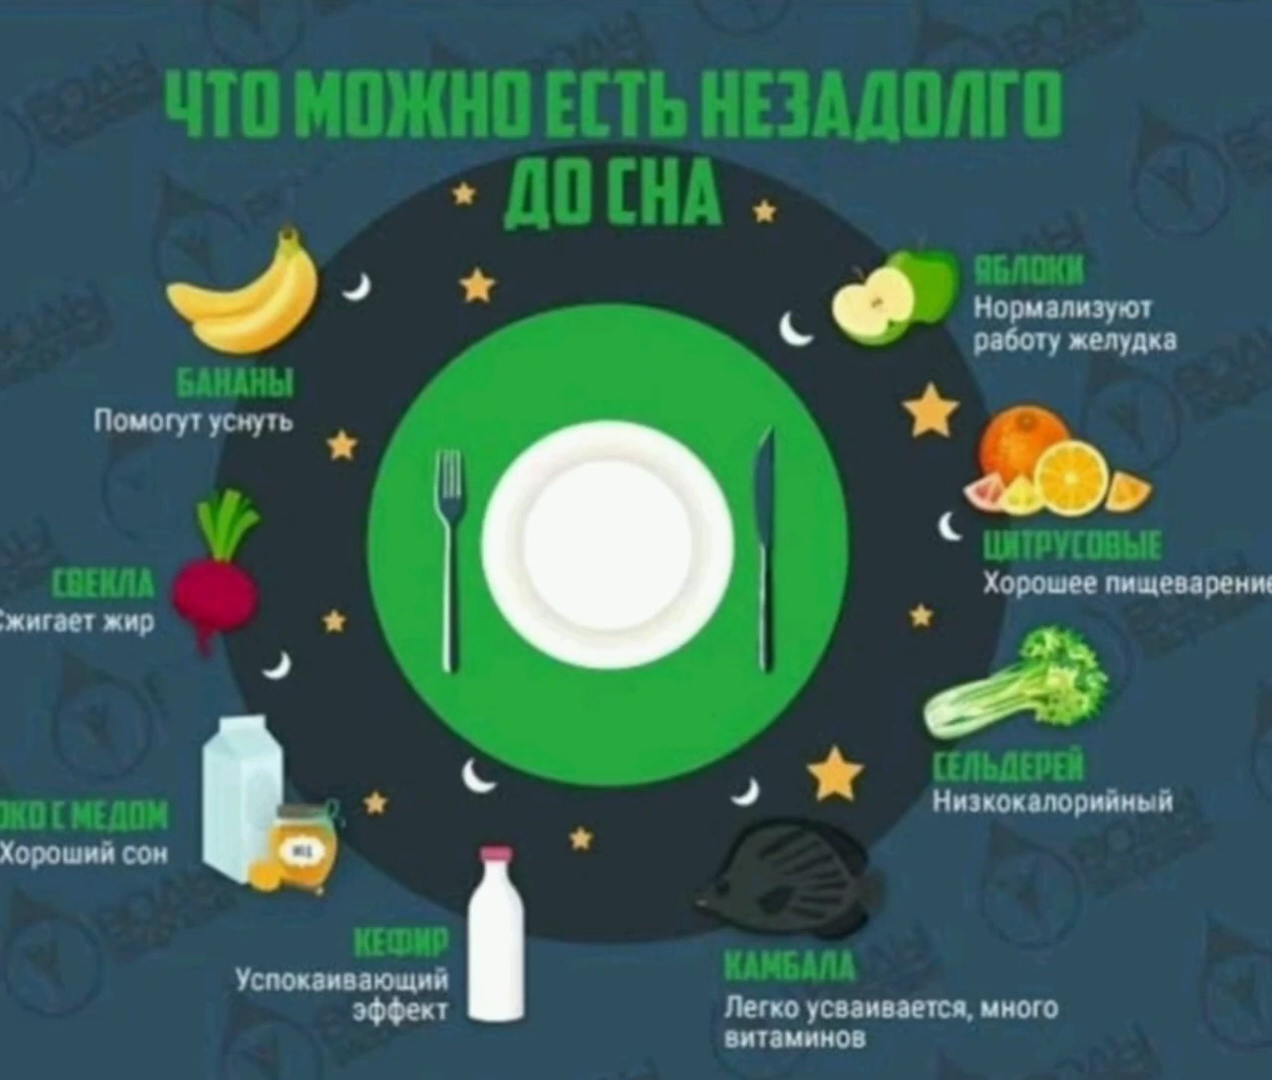 ЧТО МОЖНО ЕСТЬ НЕЗАДОЛГО
ДО СНА
БАНАНЫ
Помогут уснуть
СВЕКЛА
Сжигает жир
ОКО С МЕДОМ
Хороший сон
КЕФИР
Успокаивающий
эффект
ЯБЛОКИ
Нормализуют
работу желудка
ЦИТРУСОВЫЕ
Хорошее пищеварение
СЕЛЬДЕРЕЙ
Низкокалорийный
КАМБАЛА
Легко усваивается, много
витаминов